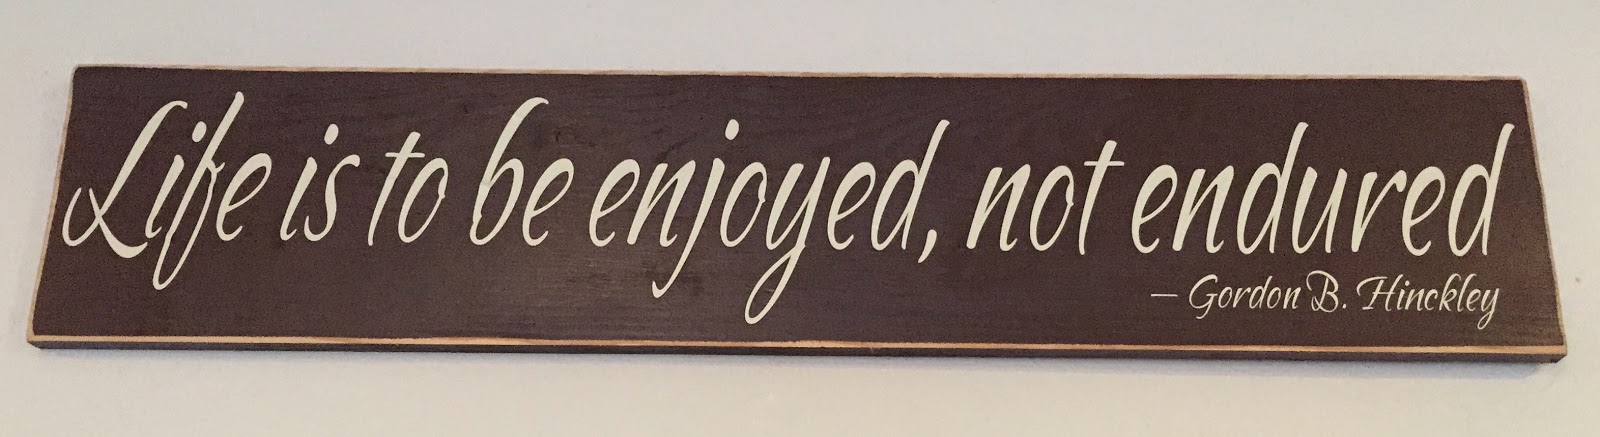 Life is to be enjoyed, not endured
– Gordon B. Hinckley